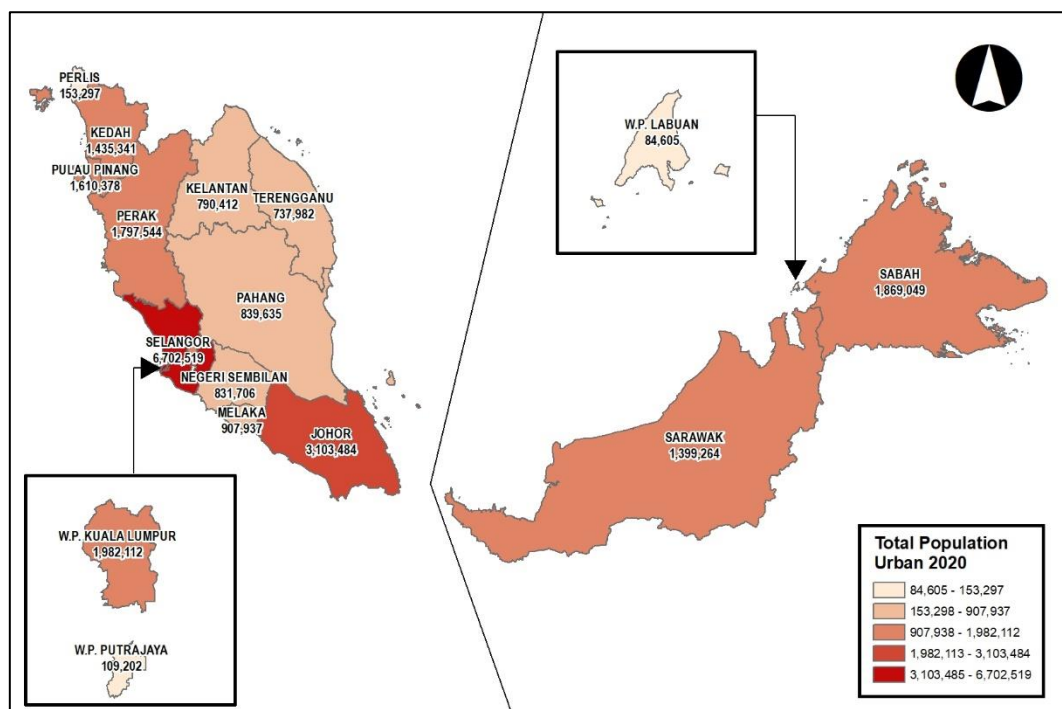 PERLIS
153,297
KEDAH
1,435,341
PULAU PINANG
1,610,378
PERAK
1,797,544
KELANTAN
790,412
TERENGGANU
737,982
PAHANG
839,635
SELANGOR
6,702,519
NEGERI SEMBILAN
831,706
MELAKA
907,937
JOHOR
3,103,484
W.P. KUALA LUMPUR
1,982,112
W.P. PUTRAJAYA
109,202
W.P. LABUAN
84,605
SABAH
1,869,049
SARAWAK
1,399,264
Total Population
Urban 2020
84,605 - 153,297
153,298 - 907,937
907,938 - 1,982,112
1,982,113 - 3,103,484
3,103,485 - 6,702,519